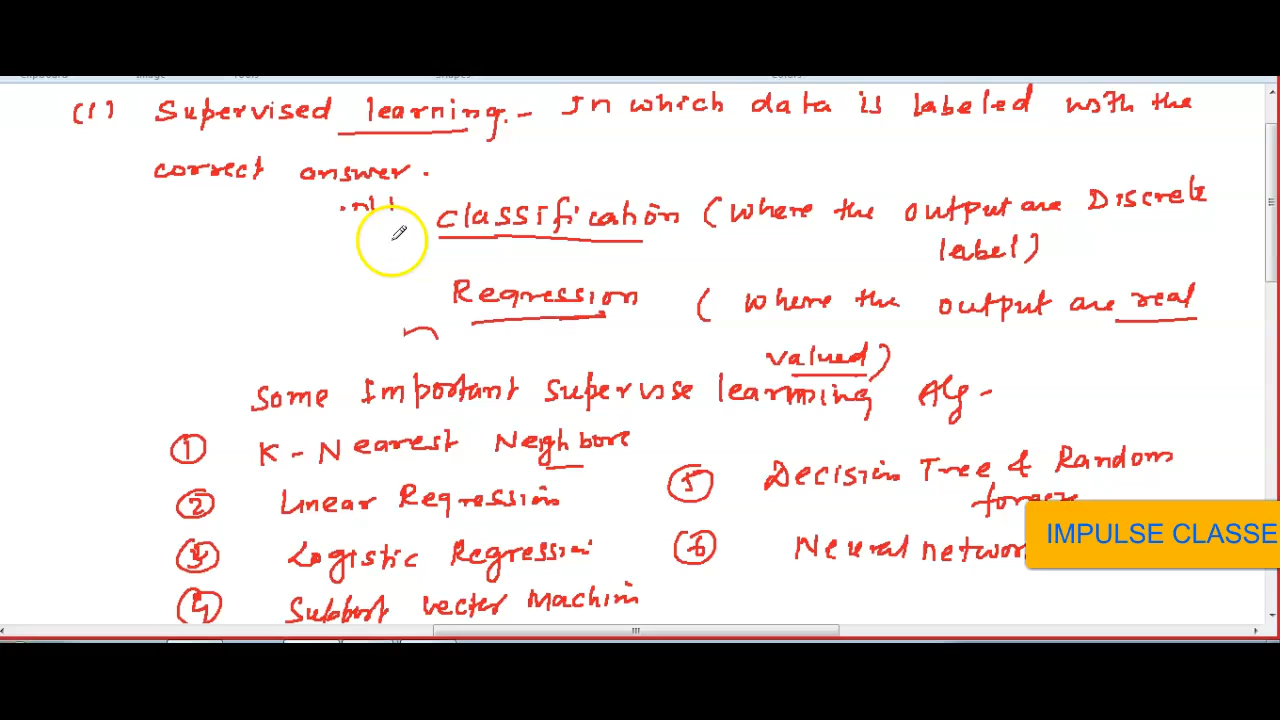 (1) Supervised learning. - In which data is labeled with the
correct answer.
Classification (where the output are Discrete
label)
Regression (where the output are real
valued)
Some Important Supervise learning Alg -
① K - Nearest Neighbore
② Linear Regression
③ Logistic Regression
④ Support Vector Machin
⑤ Decision Tree & Random
⑥ Neural network
IMPULSE CLASSE